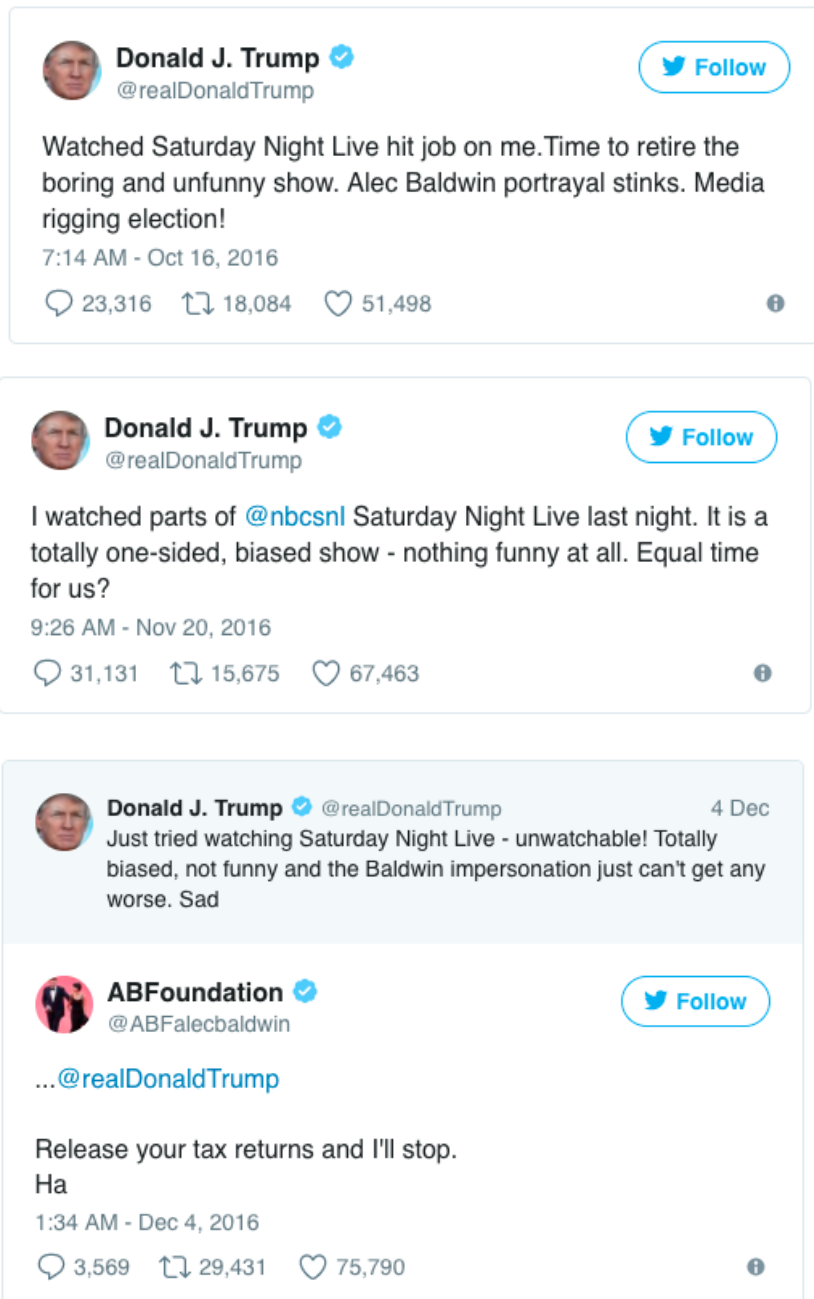 Donald J. Trump
Follow
@realDonaldTrump
Watched Saturday Night Live hit job on me.Time to retire the
boring and unfunny show. Alec Baldwin portrayal stinks. Media
rigging election!
7:14 AM - Oct 16, 2016
23,316 18,084 51,498
Donald J. Trump
Follow
@realDonaldTrump
I watched parts of @nbcsnl Saturday Night Live last night. It is a
totally one-sided, biased show - nothing funny at all. Equal time
for us?
9:26 AM - Nov 20, 2016
31,131 15,675 67,463
Donald J. Trump @realDonaldTrump 4 Dec
Just tried watching Saturday Night Live - unwatchable! Totally
biased, not funny and the Baldwin impersonation just can't get any
worse. Sad
ABFoundation
Follow
@ABFalecbaldwin
...@realDonaldTrump
Release your tax returns and I'll stop.
Ha
1:34 AM - Dec 4, 2016
3,569 29,431 75,790